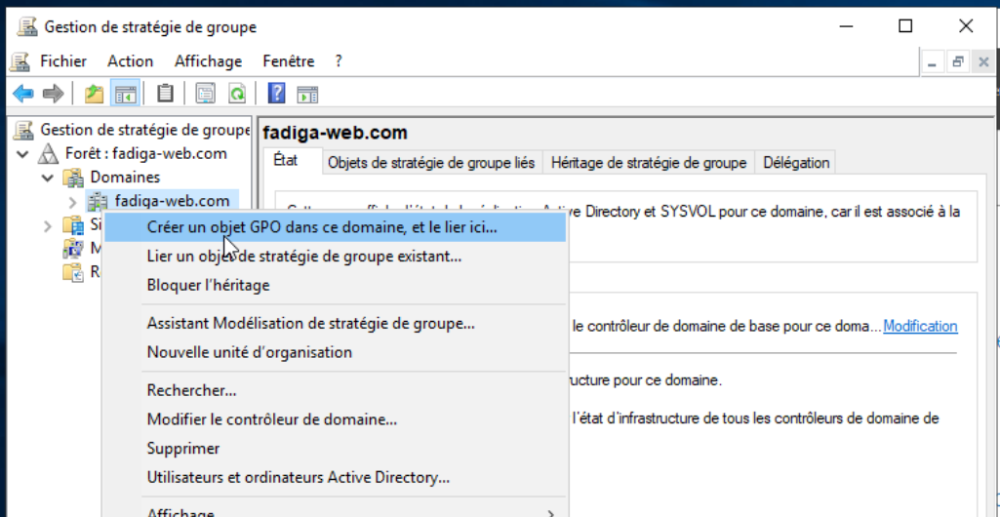 Gestion de stratégie de groupe
Fichier Action Affichage Fenêtre ?
Gestion de stratégie de groupe
Forêt : fadiga-web.com
Domaines
fadiga-web.com
Si
M
R
fadiga-web.com
État Objets de stratégie de groupe liés Héritage de stratégie de groupe Délégation
Active Directory et SYSVOL pour ce domaine, car il est associé à la
le contrôleur de domaine de base pour ce doma... Modification
ucture pour ce domaine.
l'état d'infrastructure de tous les contrôleurs de domaine de
Créer un objet GPO dans ce domaine, et le lier ici...
Lier un objet de stratégie de groupe existant...
Bloquer l'héritage
Assistant Modélisation de stratégie de groupe...
Nouvelle unité d'organisation
Rechercher...
Modifier le contrôleur de domaine...
Supprimer
Utilisateurs et ordinateurs Active Directory...
Affichage